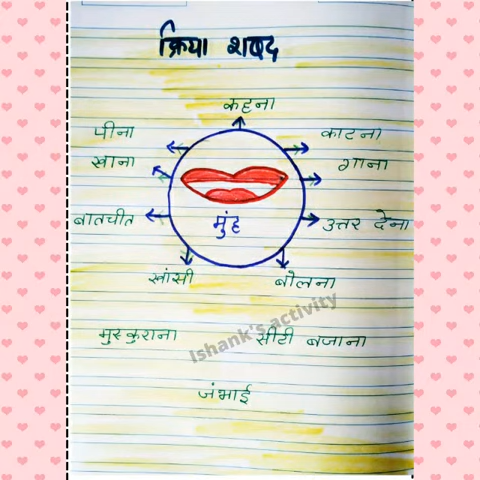 क्रिया शब्द
कहना
पीना
काटना
खाना
गाना
बातचीत
मुंह
उत्तर देना
खांसी
बोलना
Ishank's activity
मुस्कुराना
सीटी बजाना
जंभाई